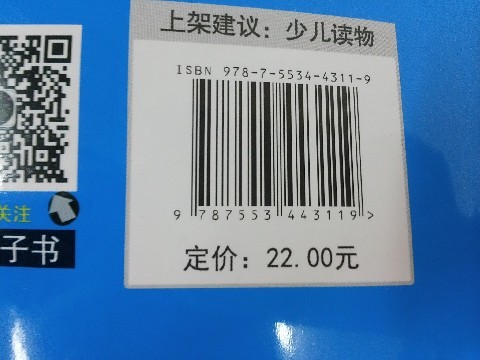 上架建议：少儿读物
ISBN 978-7-5534-4311-9
9 787553 443119 >
定价：22.00元
关注
子书